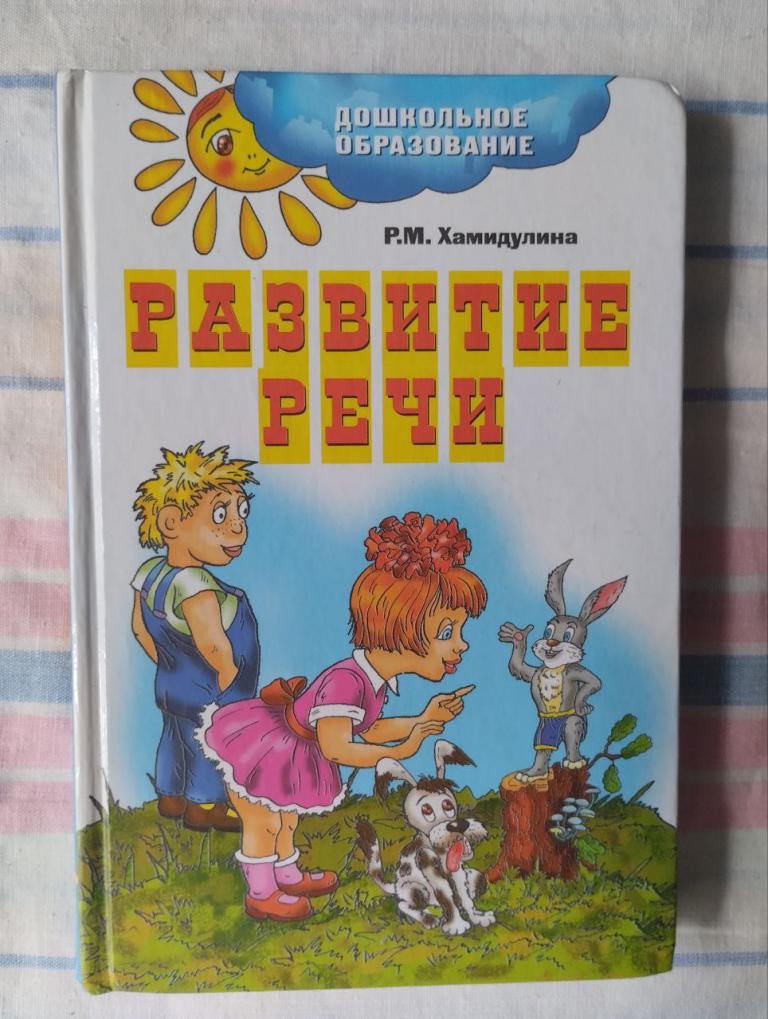 ДОШКОЛЬНОЕ
ОБРАЗОВАНИЕ
Р.М. Хамидулина
РАЗВИТИЕ
РЕЧИ